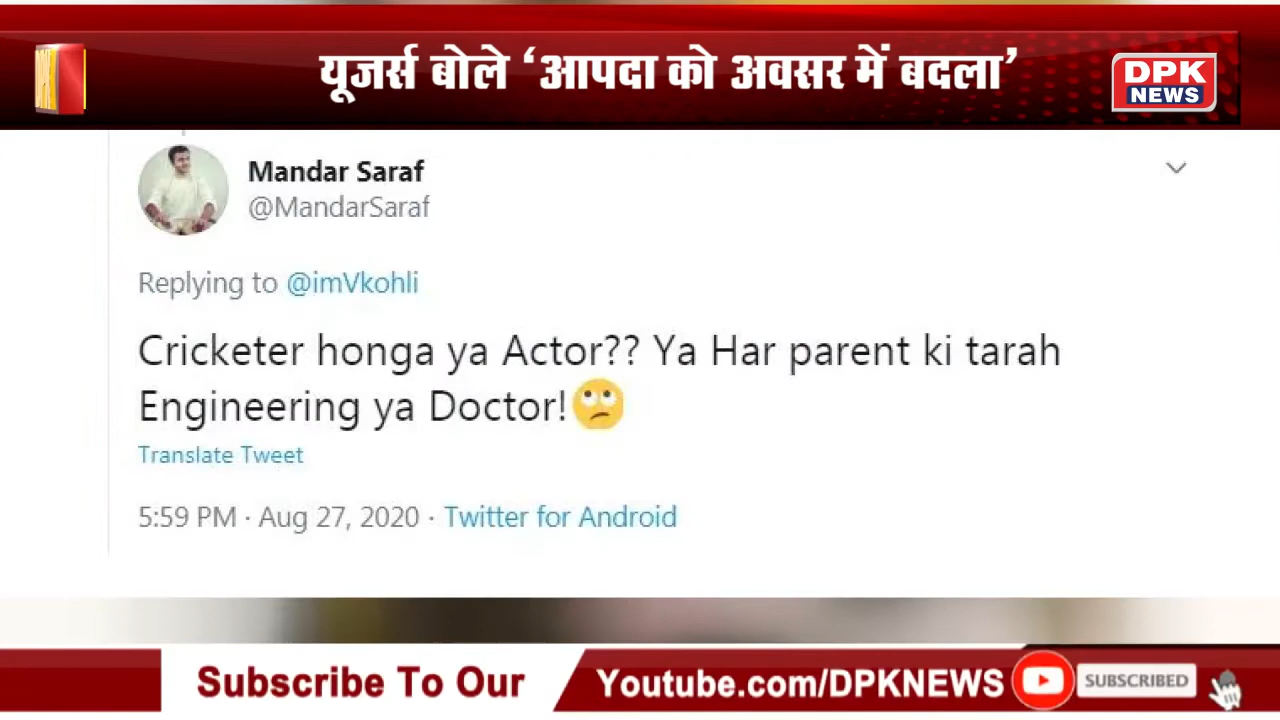 यूजर्स बोले ‘आपदा को अवसर में बदला’
DPK
NEWS
Mandar Saraf
@MandarSaraf
Replying to @imVkohli
Cricketer honga ya Actor?? Ya Har parent ki tarah
Engineering ya Doctor!🙄
Translate Tweet
5:59 PM · Aug 27, 2020 · Twitter for Android
Subscribe To Our
Youtube.com/DPKNEWS
SUBSCRIBED